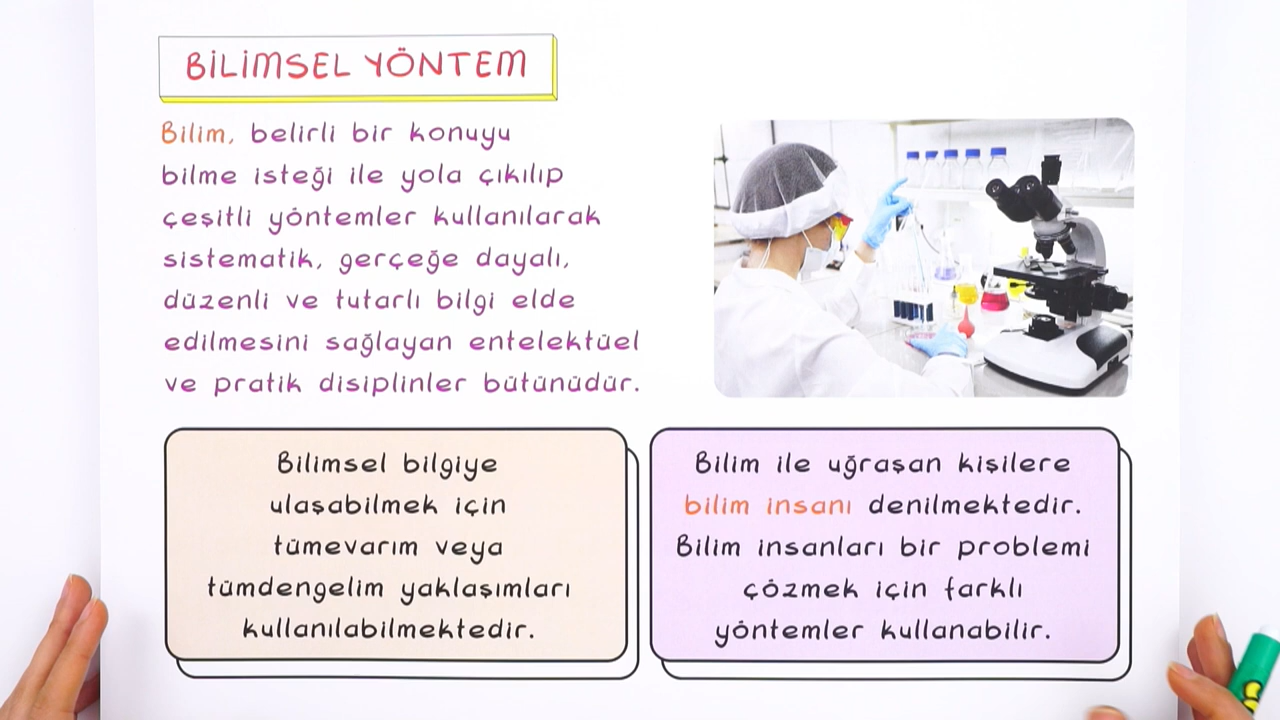 BİLİMSEL YÖNTEM
Bilim, belirli bir konuyu
bilme isteği ile yola çıkılıp
çeşitli yöntemler kullanılarak
sistematik, gerçeğe dayalı,
düzenli ve tutarlı bilgi elde
edilmesini sağlayan entelektüel
ve pratik disiplinler bütünüdür.
Bilimsel bilgiye
ulaşabilmek için
tümevarım veya
tümdengelim yaklaşımları
kullanılabilmektedir.
Bilim ile uğraşan kişilere
bilim insanı denilmektedir.
Bilim insanları bir problemi
çözmek için farklı
yöntemler kullanabilir.